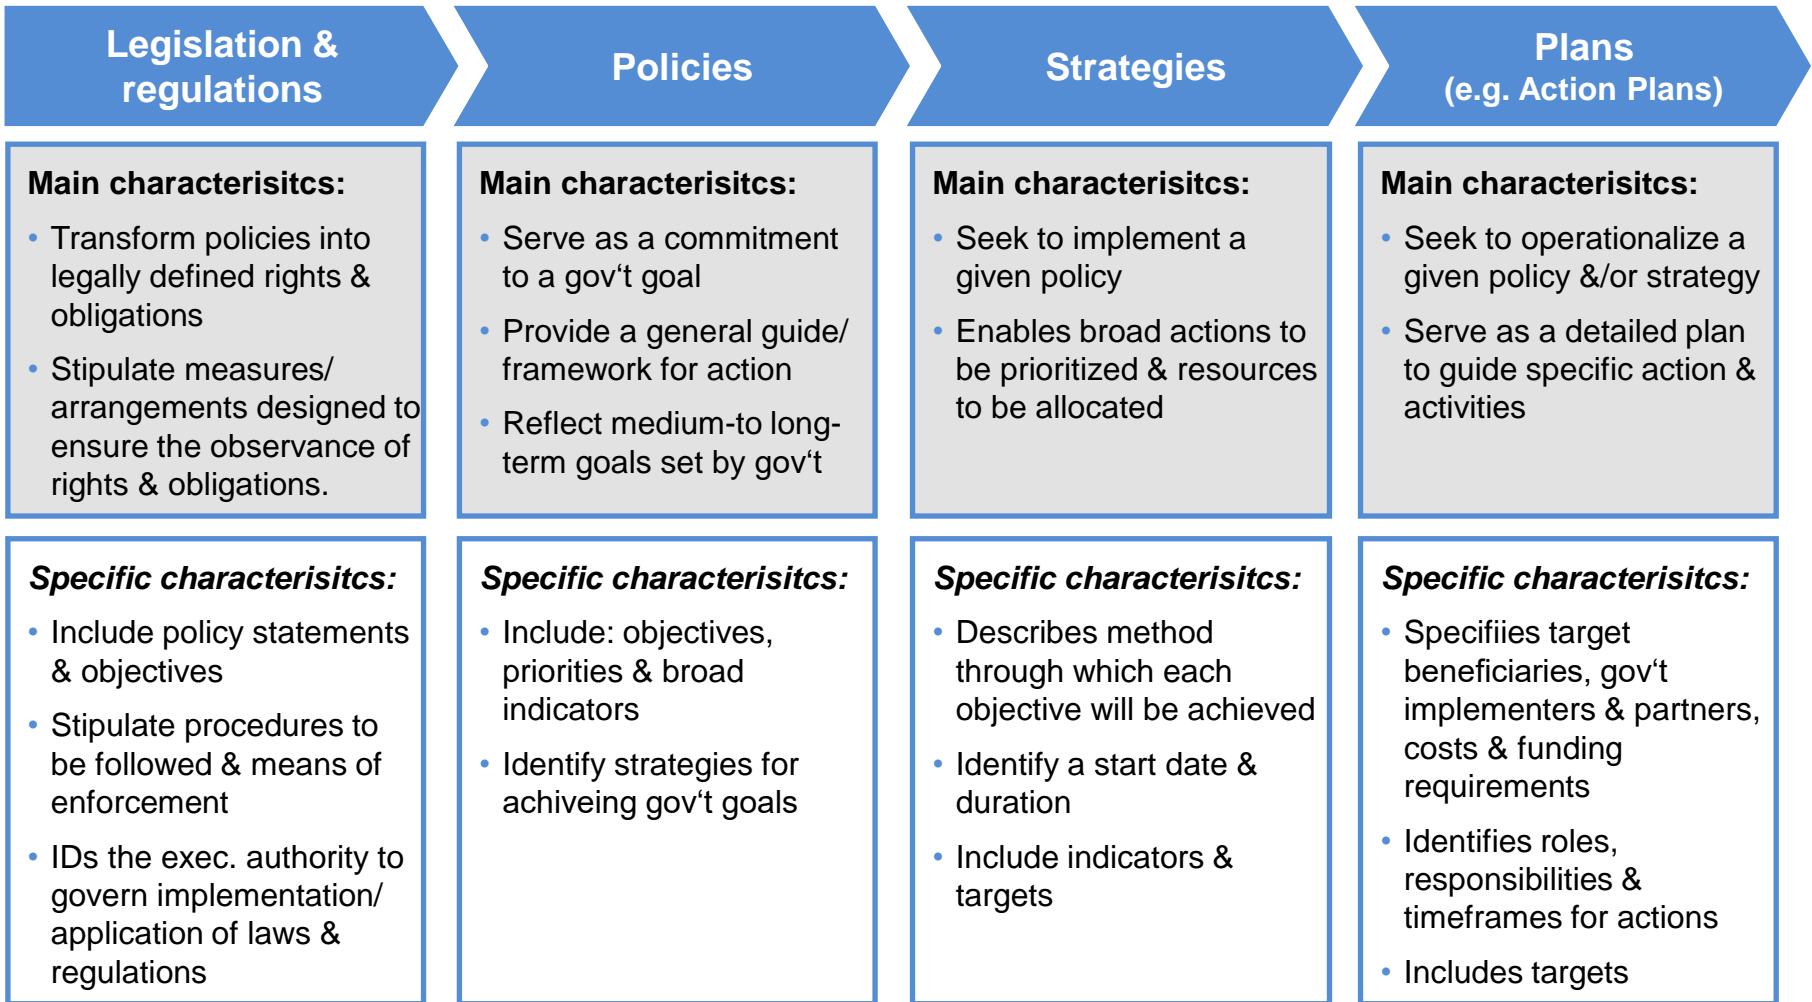 Legislation &
regulations
Policies
Strategies
Plans
(e.g. Action Plans)
Main characterisitcs:
• Transform policies into
legally defined rights &
obligations
• Stipulate measures/
arrangements designed to
ensure the observance of
rights & obligations.
Main characterisitcs:
• Serve as a commitment
to a gov‘t goal
• Provide a general guide/
framework for action
• Reflect medium-to long-
term goals set by gov‘t
Main characterisitcs:
• Seek to implement a
given policy
• Enables broad actions to
be prioritized & resources
to be allocated
Main characterisitcs:
• Seek to operationalize a
given policy &/or strategy
• Serve as a detailed plan
to guide specific action &
activities
Specific characterisitcs:
• Include policy statements
& objectives
• Stipulate procedures to
be followed & means of
enforcement
• IDs the exec. authority to
govern implementation/
application of laws &
regulations
Specific characterisitcs:
• Include: objectives,
priorities & broad
indicators
• Identify strategies for
achiveing gov‘t goals
Specific characterisitcs:
• Describes method
through which each
objective will be achieved
• Identify a start date &
duration
• Include indicators &
targets
Specific characterisitcs:
• Specifiies target
beneficiaries, gov‘t
implementers & partners,
costs & funding
requirements
• Identifies roles,
responsibilities &
timeframes for actions
• Includes targets